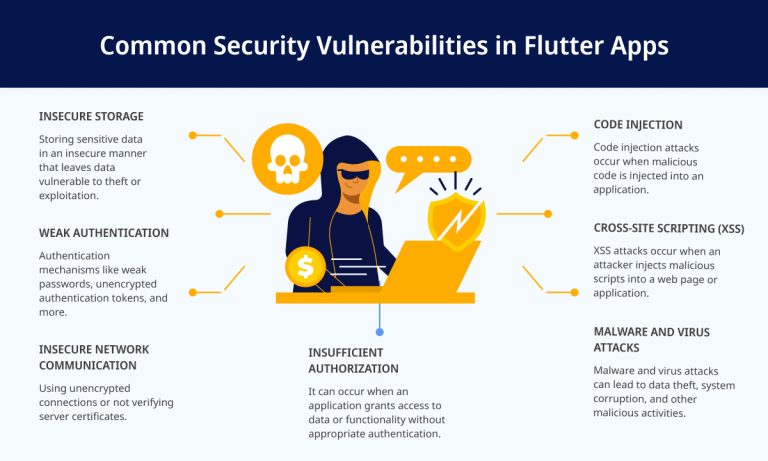 Common Security Vulnerabilities in Flutter Apps
INSECURE STORAGE
Storing sensitive data
in an insecure manner
that leaves data
vulnerable to theft or
exploitation.
WEAK AUTHENTICATION
Authentication
mechanisms like weak
passwords, unencrypted
authentication tokens, and
more.
INSECURE NETWORK
COMMUNICATION
Using unencrypted
connections or not verifying
server certificates.
$
INSUFFICIENT
AUTHORIZATION
It can occur when an
application grants access to
data or functionality without
appropriate authentication.
CODE INJECTION
Code injection attacks
occur when malicious
code is injected into an
application.
CROSS-SITE SCRIPTING (XSS)
XSS attacks occur when an
attacker injects malicious
scripts into a web page or
application.
MALWARE AND VIRUS
ATTACKS
Malware and virus attacks
can lead to data theft, system
corruption, and other
malicious activities.